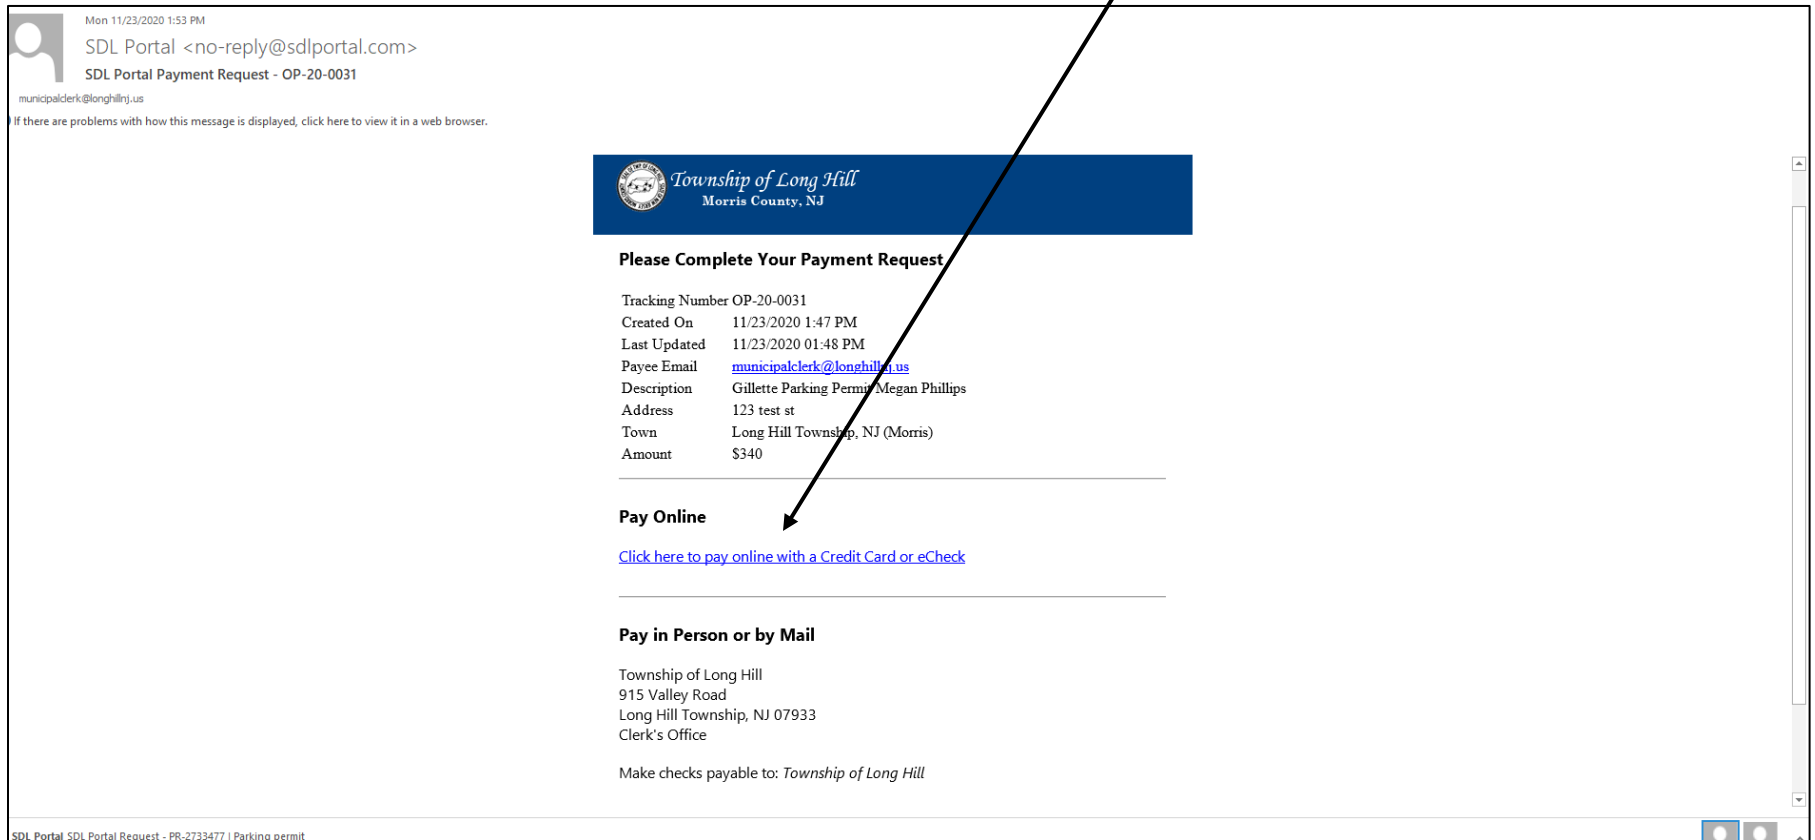 Mon 11/23/2020 1:53 PM
SDL Portal <no-reply@sdlportal.com>
SDL Portal Payment Request - OP-20-0031
municipalclerk@longhillnj.us
If there are problems with how this message is displayed, click here to view it in a web browser.
Township of Long Hill
Morris County, NJ
Please Complete Your Payment Request
Tracking Number OP-20-0031
Created On 11/23/2020 1:47 PM
Last Updated 11/23/2020 01:48 PM
Payee Email municipalclerk@longhillnj.us
Description Gillette Parking Permit Megan Phillips
Address 123 test st
Town Long Hill Township, NJ (Morris)
Amount $340
Pay Online
Click here to pay online with a Credit Card or eCheck
Pay in Person or by Mail
Township of Long Hill
915 Valley Road
Long Hill Township, NJ 07933
Clerk's Office
Make checks payable to: Township of Long Hill
SDL Portal SDL Portal Request - PR-2733477 | Parking permit